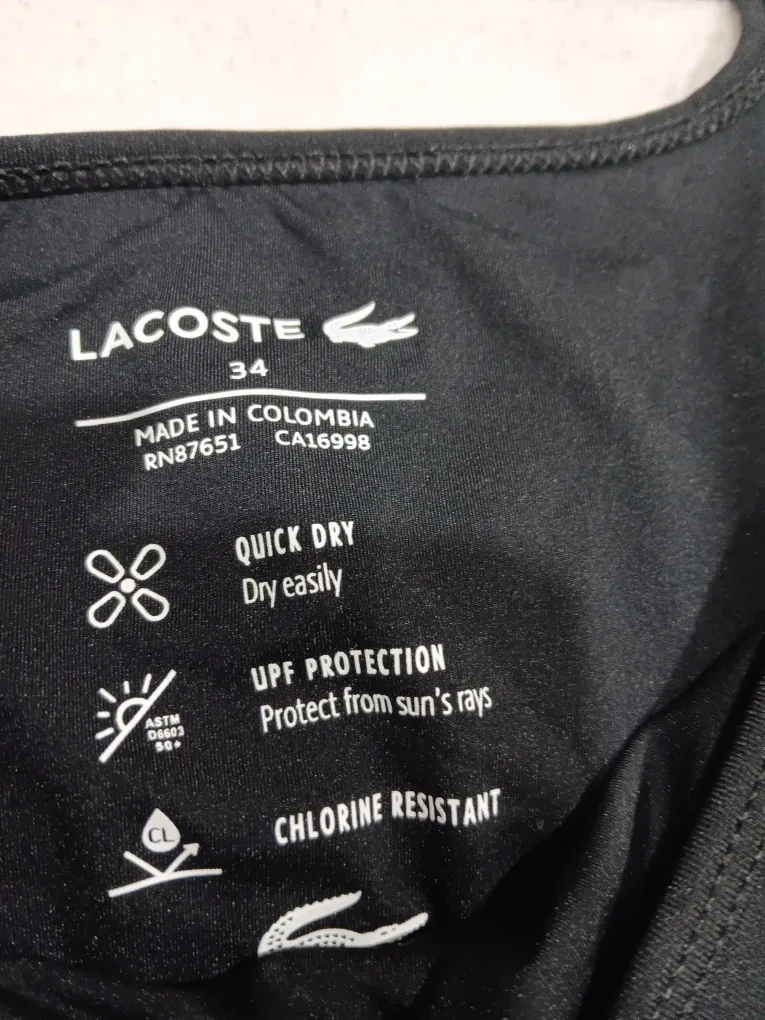 LACOSTE
34
MADE IN COLOMBIA
RN87651 CA16998
QUICK DRY
Dry easily
UPF PROTECTION
Protect from sun's rays
ASTM
D6603
50+
CHLORINE RESISTANT
CL